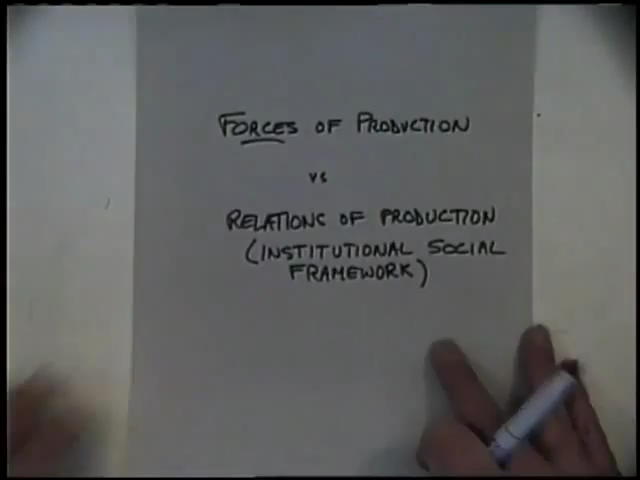 FORCES OF PRODUCTION
vs
RELATIONS OF PRODUCTION
(INSTITUTIONAL SOCIAL
FRAMEWORK)